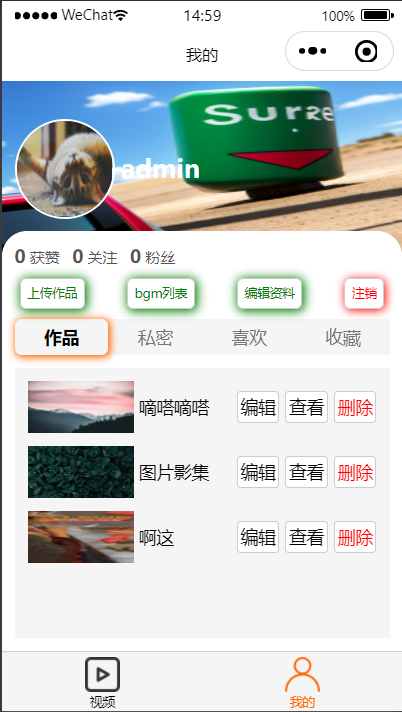 WeChat 14:59 100%
我的
Surre
admin
0 获赞 0 关注 0 粉丝
上传作品 bgm列表 编辑资料 注销
作品 私密 喜欢 收藏
嘀嗒嘀嗒 编辑 查看 删除
图片影集 编辑 查看 删除
啊这 编辑 查看 删除
视频 我的